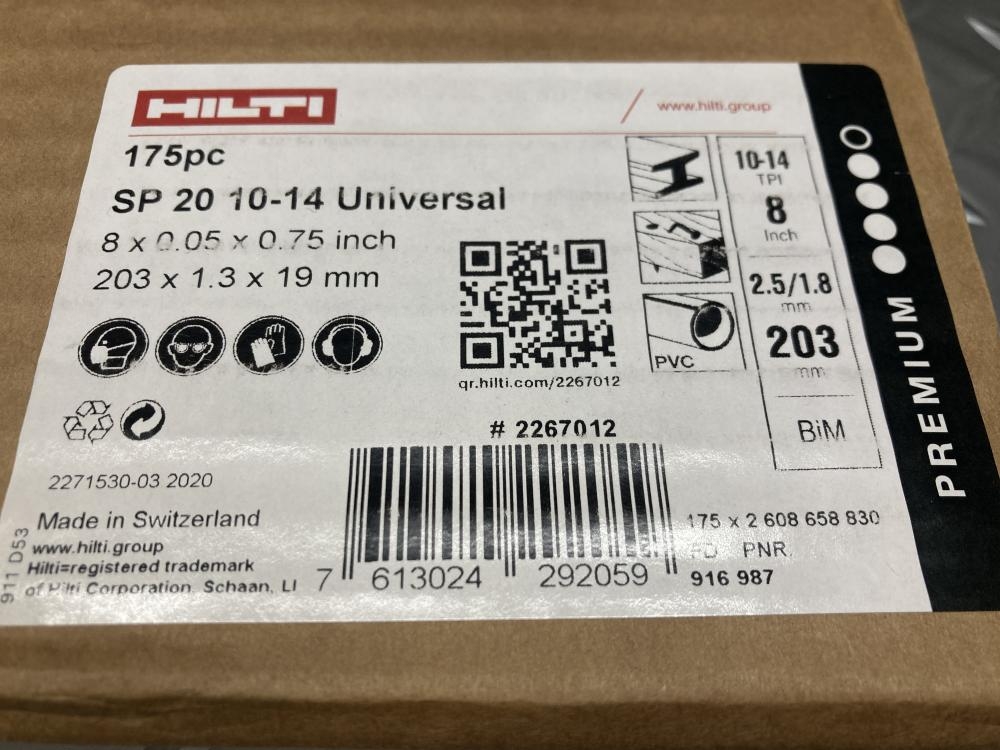 HILTI
www.hilti.group
175pc
SP 20 10-14 Universal
8 x 0.05 x 0.75 inch
203 x 1.3 x 19 mm
qr.hilti.com/2267012
# 2267012
PVC
10-14
TPI
8
Inch
2.5/1.8
mm
203
mm
BiM
PREMIUM
2271530-03 2020
Made in Switzerland
www.hilti.group
Hilti=registered trademark
of Hilti Corporation, Schaan, LI
911 D53
7 613024 292059
175 x 2 608 658 830
FD PNR.
916 987